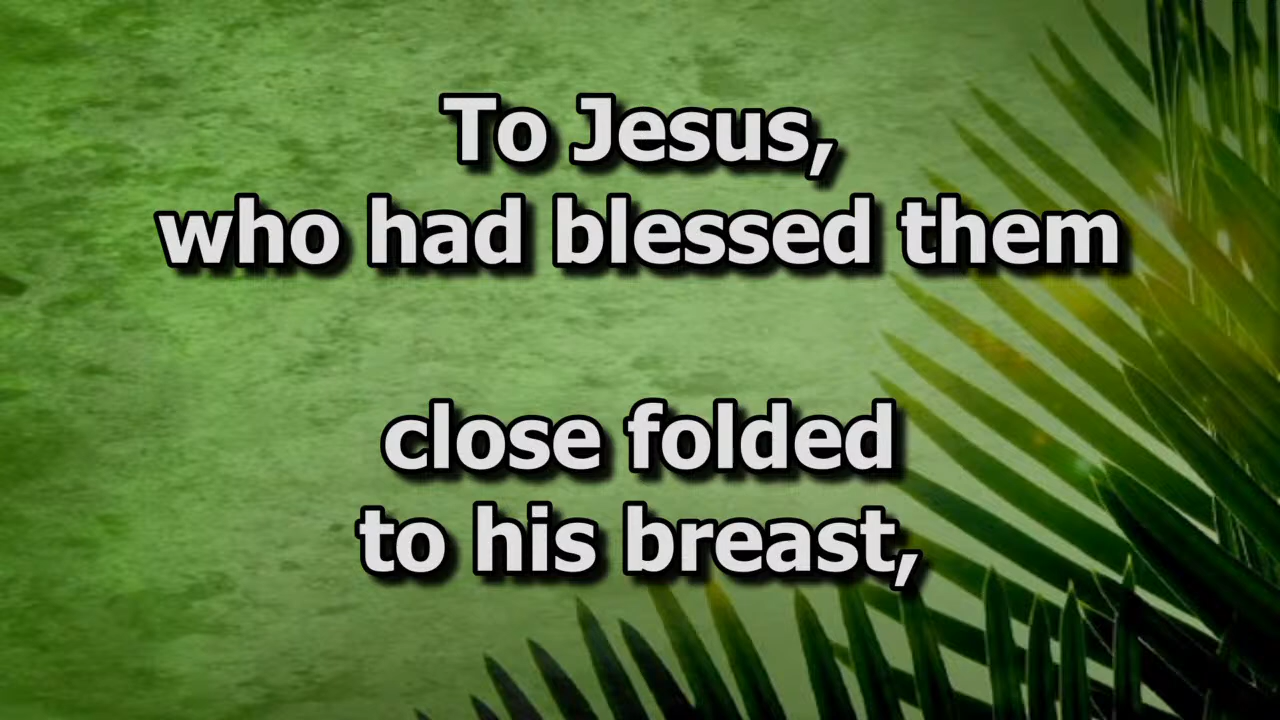 To Jesus,
who had blessed them
close folded
to his breast,